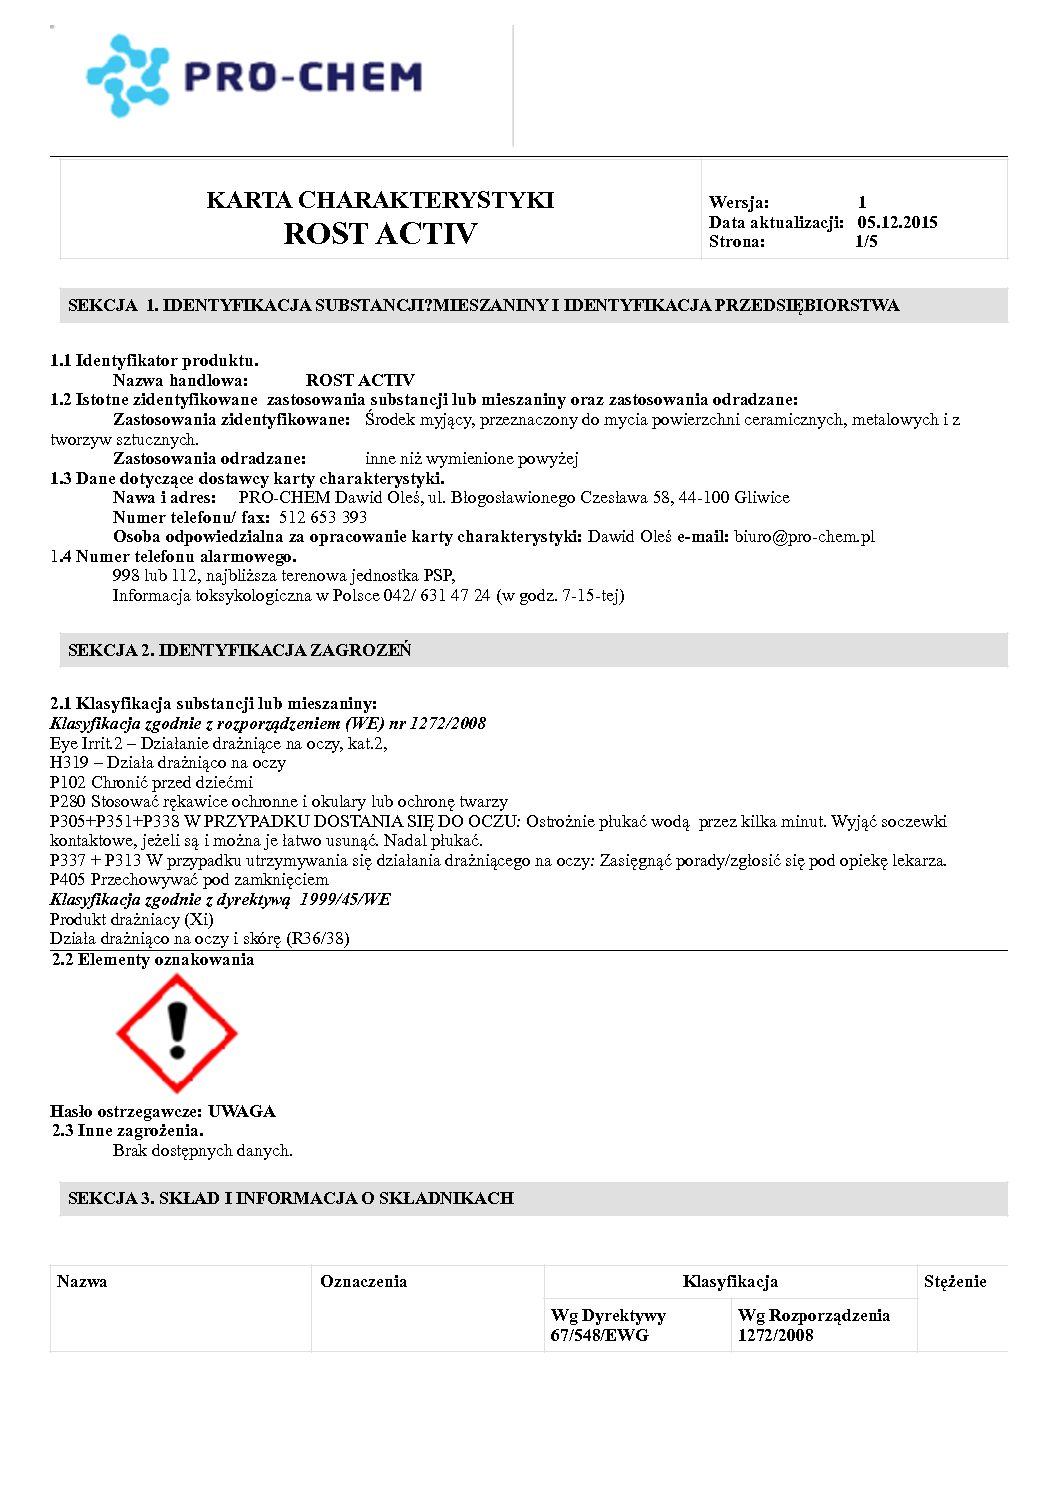 PRO-CHEM
KARTA CHARAKTERYSTYKI
ROST ACTIV
Wersja: 1
Data aktualizacji: 05.12.2015
Strona: 1/5
SEKCJA 1. IDENTYFIKACJA SUBSTANCJI?MIESZANINY I IDENTYFIKACJA PRZEDSIĘBIORSTWA
1.1 Identyfikator produktu.
Nazwa handlowa: ROST ACTIV
1.2 Istotne zidentyfikowane zastosowania substancji lub mieszaniny oraz zastosowania odradzane:
Zastosowania zidentyfikowane: Środek myjący, przeznaczony do mycia powierzchni ceramicznych, metalowych i z
tworzyw sztucznych.
Zastosowania odradzane: inne niż wymienione powyżej
1.3 Dane dotyczące dostawcy karty charakterystyki.
Nawa i adres: PRO-CHEM Dawid Oleś, ul. Błogosławionego Czesława 58, 44-100 Gliwice
Numer telefonu/ fax: 512 653 393
Osoba odpowiedzialna za opracowanie karty charakterystyki: Dawid Oleś e-mail: biuro@pro-chem.pl
1.4 Numer telefonu alarmowego.
998 lub 112, najbliższa terenowa jednostka PSP,
Informacja toksykologiczna w Polsce 042/ 631 47 24 (w godz. 7-15-tej)
SEKCJA 2. IDENTYFIKACJA ZAGROZEŃ
2.1 Klasyfikacja substancji lub mieszaniny:
Klasyfikacja zgodnie z rozporządzeniem (WE) nr 1272/2008
Eye Irrit.2 – Działanie drażniące na oczy, kat.2,
H319 – Działa drażniąco na oczy
P102 Chronić przed dziećmi
P280 Stosować rękawice ochronne i okulary lub ochronę twarzy
P305+P351+P338 W PRZYPADKU DOSTANIA SIĘ DO OCZU: Ostrożnie płukać wodą przez kilka minut. Wyjąć soczewki
kontaktowe, jeżeli są i można je łatwo usunąć. Nadal płukać.
P337 + P313 W przypadku utrzymywania się działania drażniącego na oczy: Zasięgnąć porady/zgłosić się pod opiekę lekarza.
P405 Przechowywać pod zamknięciem
Klasyfikacja zgodnie z dyrektywą 1999/45/WE
Produkt drażniacy (Xi)
Działa drażniąco na oczy i skórę (R36/38)
2.2 Elementy oznakowania
Hasło ostrzegawcze: UWAGA
2.3 Inne zagrożenia.
Brak dostępnych danych.
SEKCJA 3. SKŁAD I INFORMACJA O SKŁADNIKACH
Nazwa Oznaczenia Klasyfikacja Stężenie
Wg Dyrektywy Wg Rozporządzenia
67/548/EWG 1272/2008